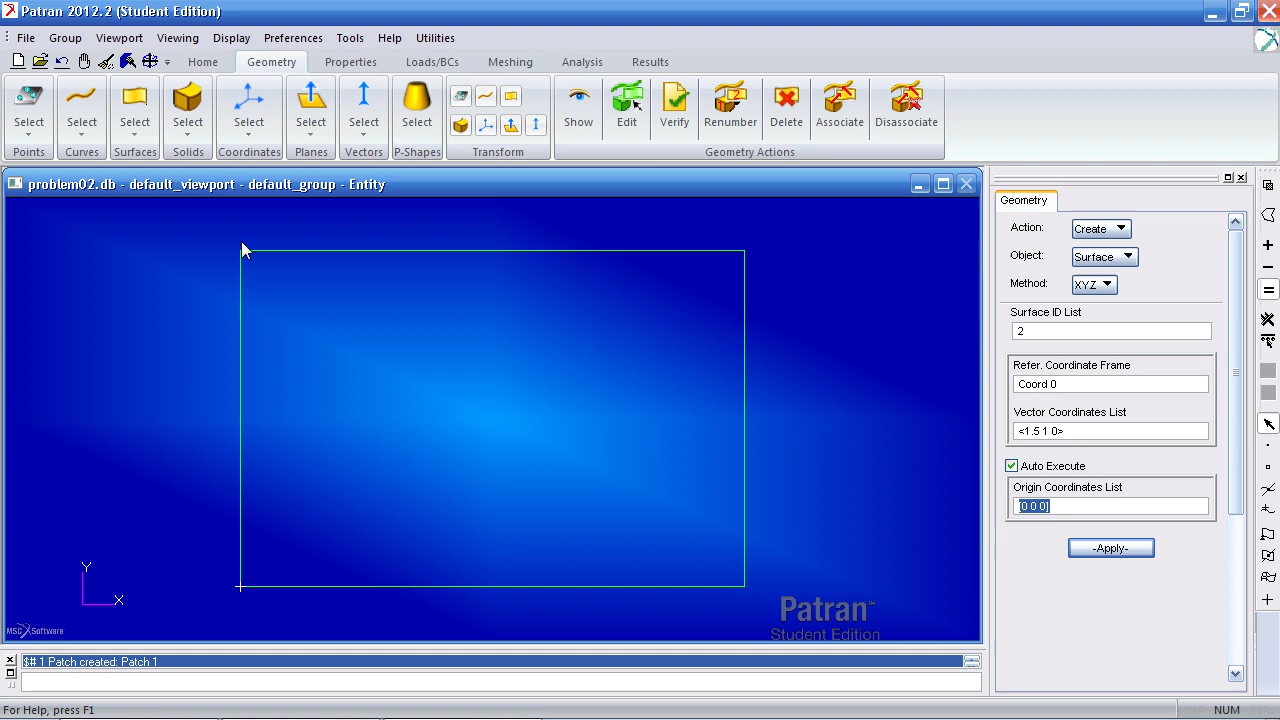 Patran 2012.2 (Student Edition)
File Group Viewport Viewing Display Preferences Tools Help Utilities
Home Geometry Properties Loads/BCs Meshing Analysis Results
Select Select Select Select Select Select Select Select Show Edit Verify Renumber Delete Associate Disassociate
Points Curves Surfaces Solids Coordinates Planes Vectors P-Shapes Transform Geometry Actions
problem02.db - default_viewport - default_group - Entity
Geometry
Action: Create
Object: Surface
Method: XYZ
Surface ID List
2
Refer. Coordinate Frame
Coord 0
Vector Coordinates List
<1.5 1 0>
Auto Execute
Origin Coordinates List
[0 0 0]
-Apply-
Y
X
MSC Software
Patran™
Student Edition
$# 1 Patch created: Patch 1
For Help, press F1
NUM